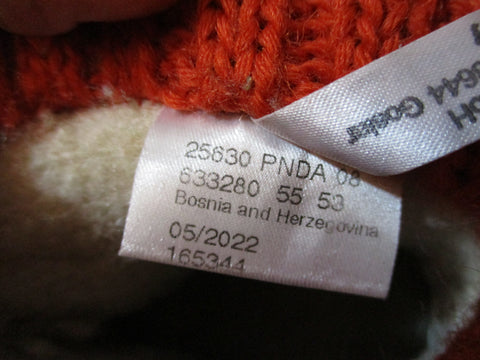 25630 PNDA 08
633280 55 53
Bosnia and Herzegovina
05/2022
165344